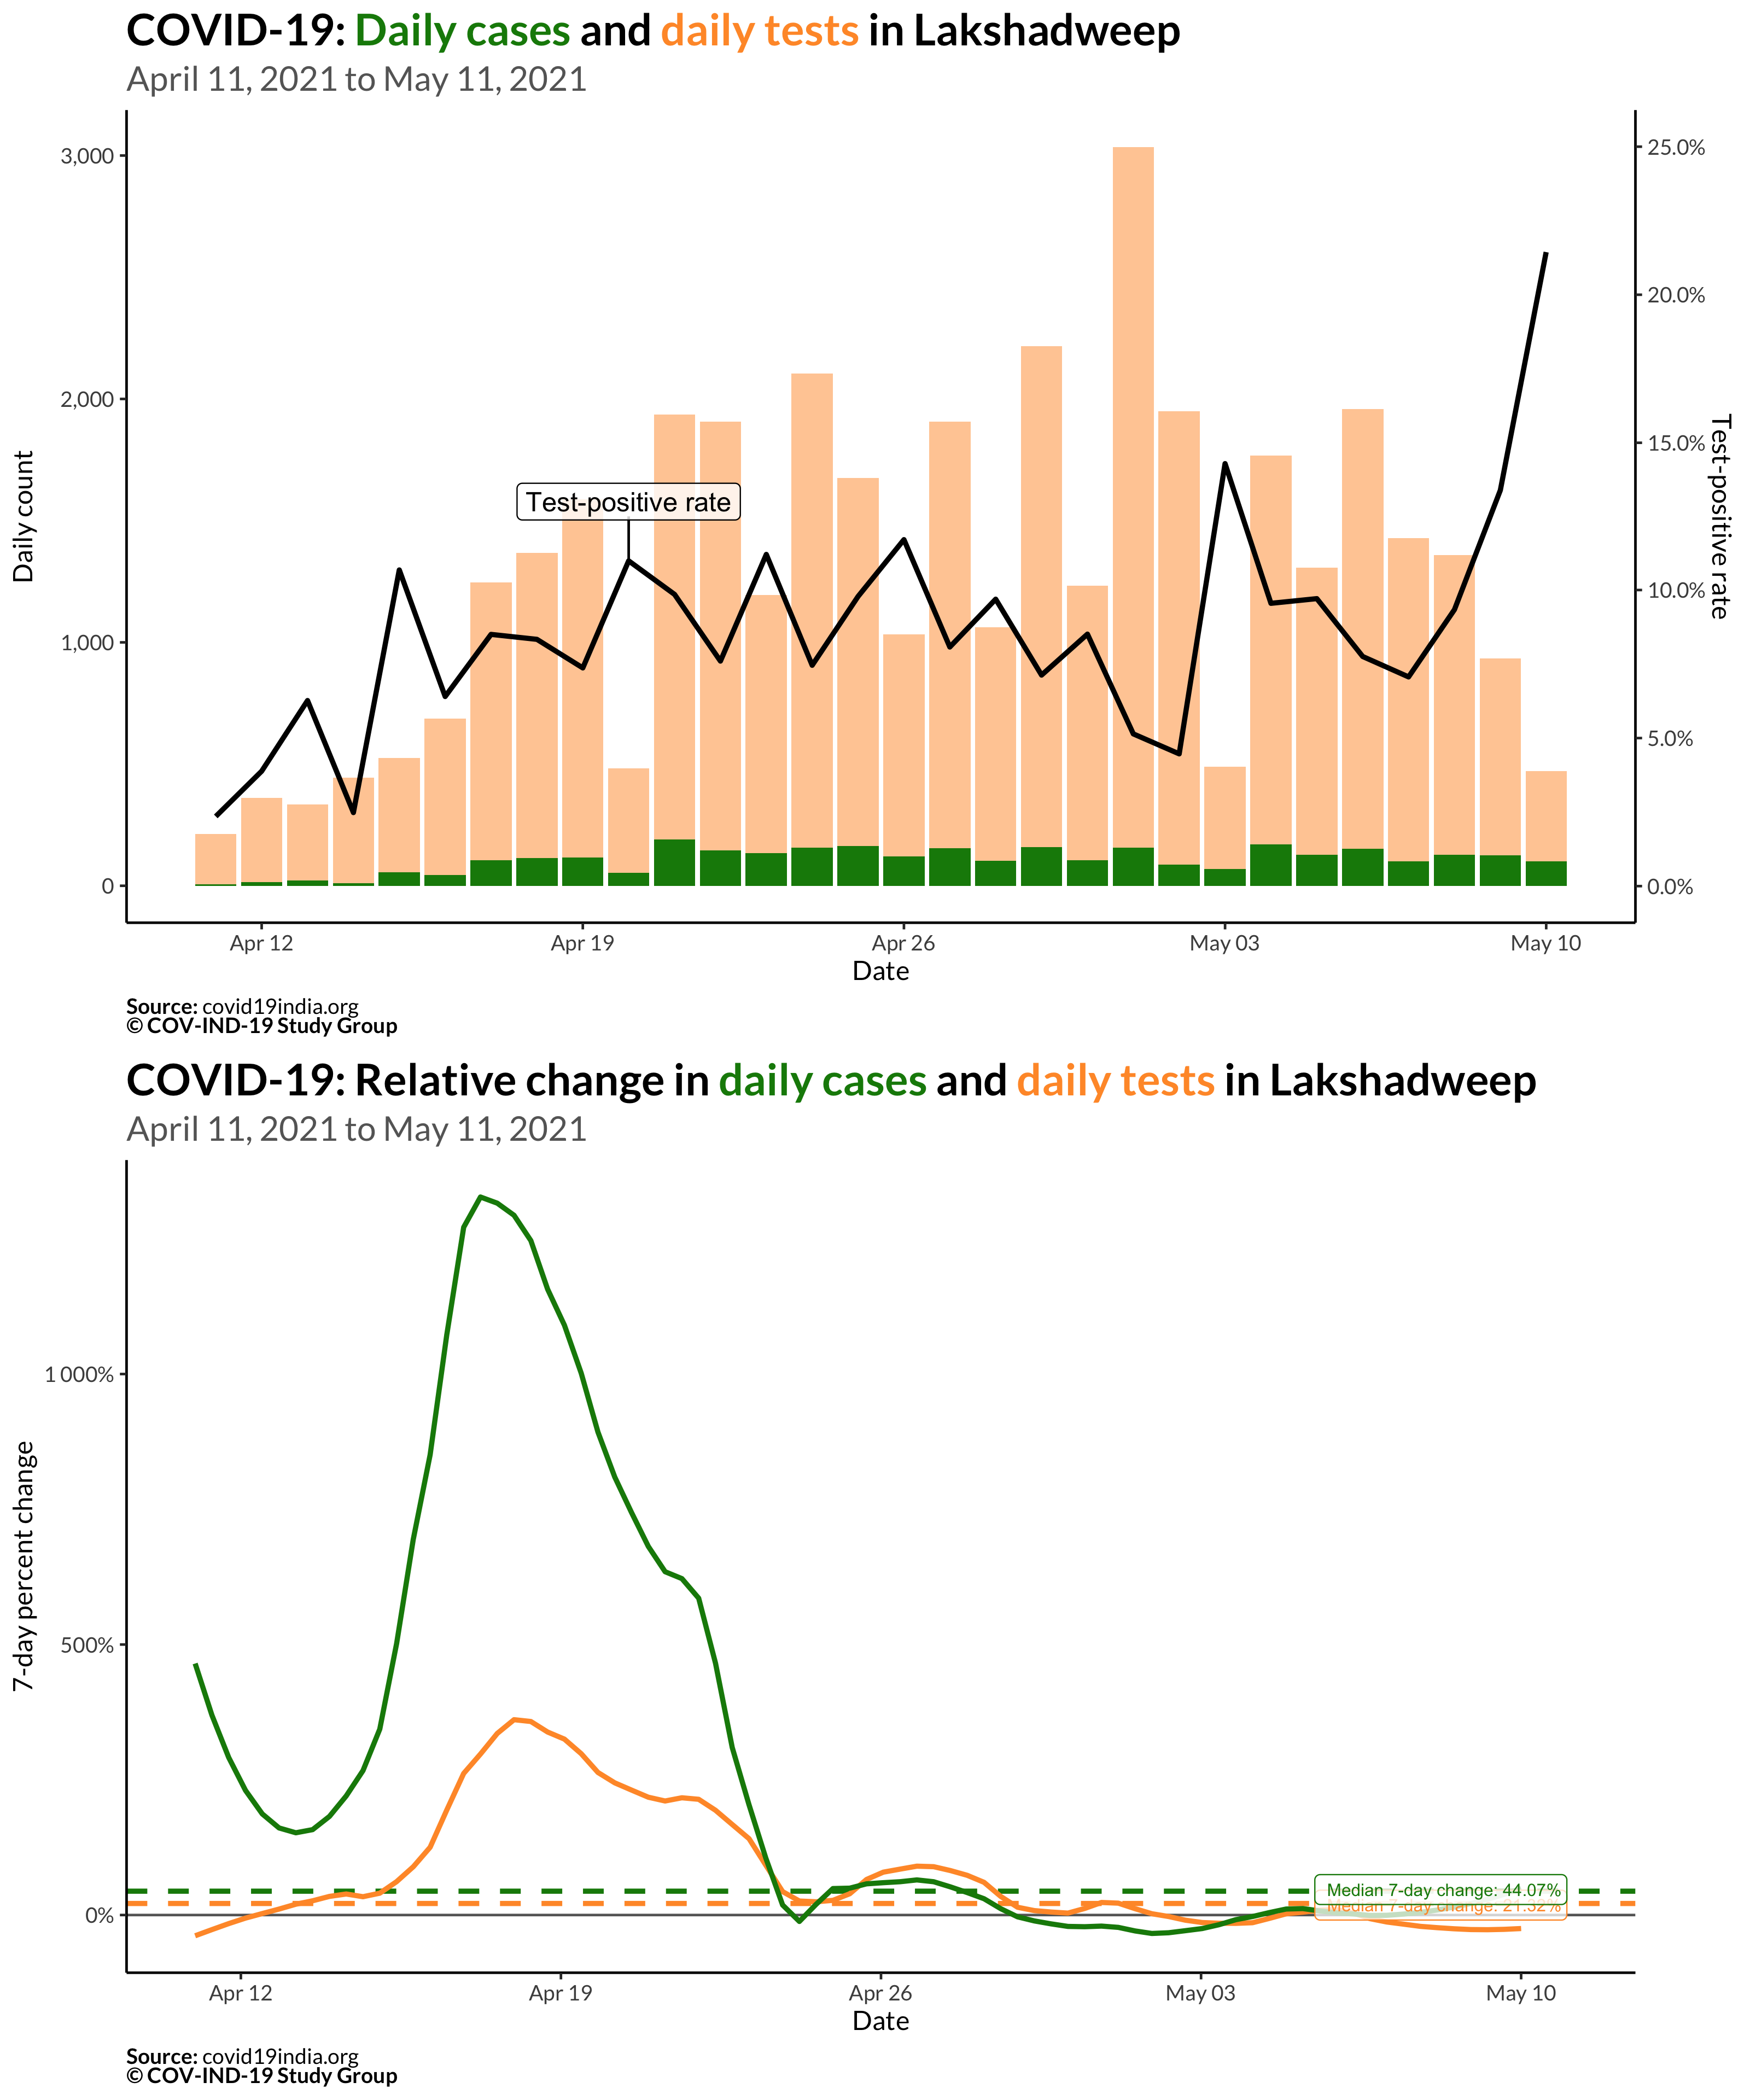 COVID-19: Daily cases and daily tests in Lakshadweep
April 11, 2021 to May 11, 2021
3,000
2,000
1,000
0
Daily count
25.0%
20.0%
15.0%
10.0%
5.0%
0.0%
Test-positive rate
Test-positive rate
Apr 12
Apr 19
Apr 26
May 03
May 10
Date
Source: covid19india.org
© COV-IND-19 Study Group
COVID-19: Relative change in daily cases and daily tests in Lakshadweep
April 11, 2021 to May 11, 2021
1 000%
500%
0%
7-day percent change
Median 7-day change: 44.07%
Median 7-day change: 21.32%
Apr 12
Apr 19
Apr 26
May 03
May 10
Date
Source: covid19india.org
© COV-IND-19 Study Group